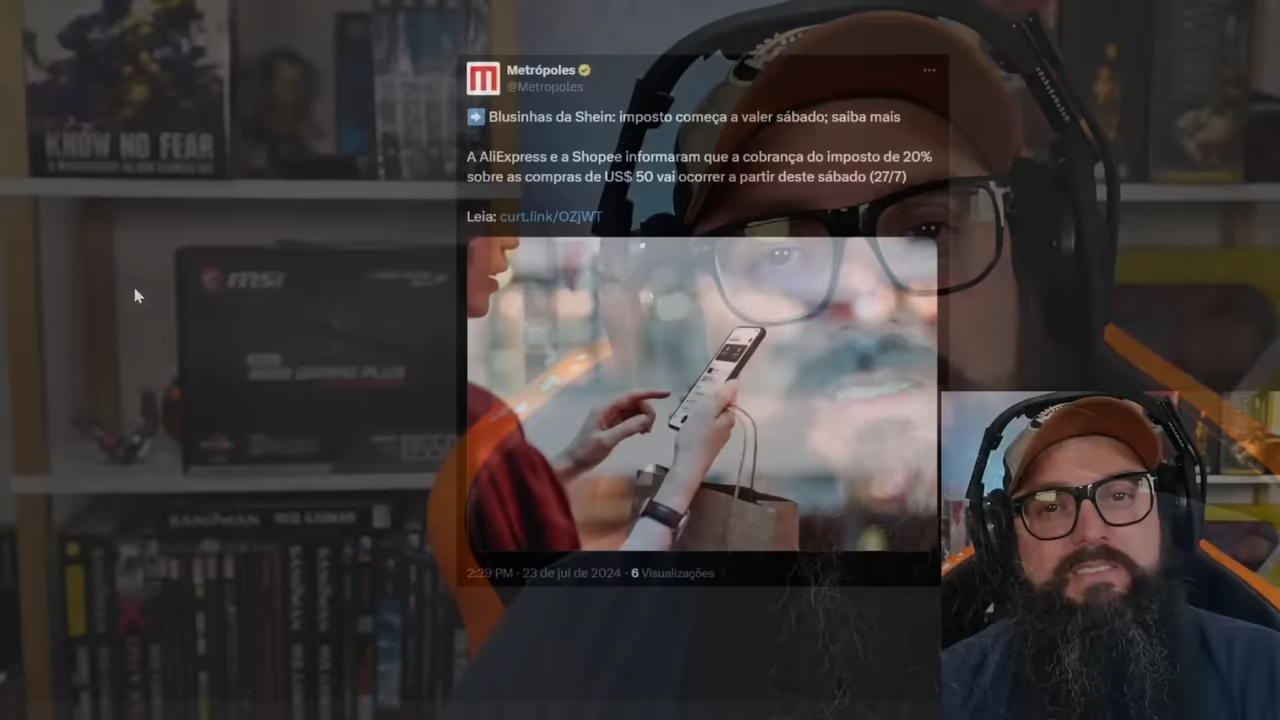 Metrópoles
@Metropoles
➡ Blusinhas da Shein: imposto começa a valer sábado; saiba mais
A AliExpress e a Shopee informaram que a cobrança do imposto de 20%
sobre as compras de US$ 50 vai ocorrer a partir deste sábado (27/7)
Leia: curt.link/OZjWT
2:29 PM · 23 de jul de 2024 · 6 Visualizações
KNOW NO FEAR
msi
GAMING PLUS
SANDMAN